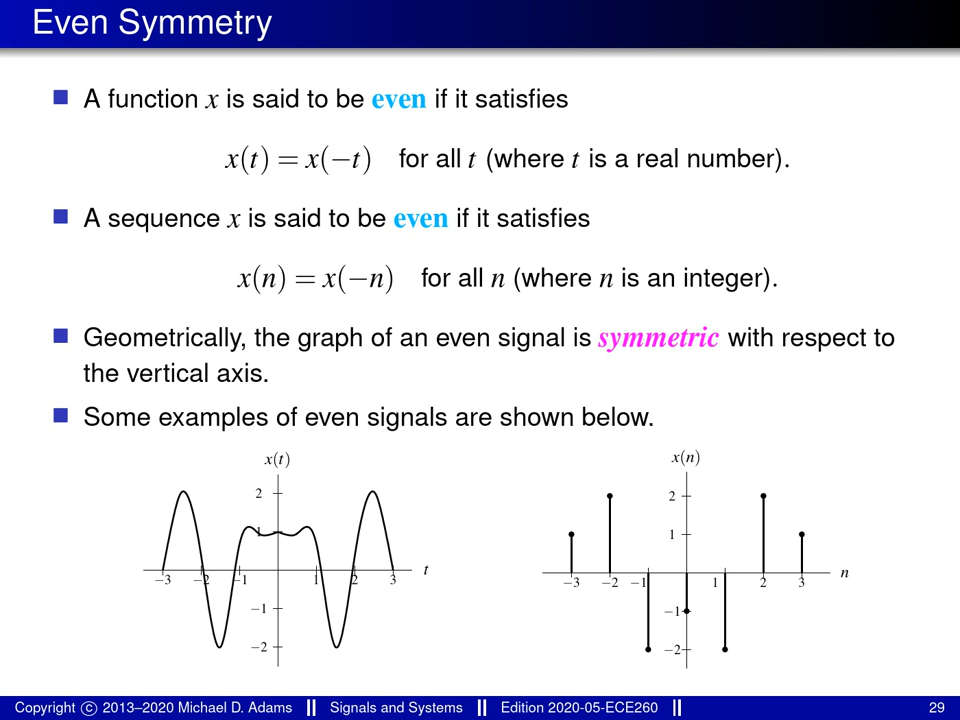 Even Symmetry
A function x is said to be even if it satisfies
x(t) = x(−t) for all t (where t is a real number).
A sequence x is said to be even if it satisfies
x(n) = x(−n) for all n (where n is an integer).
Geometrically, the graph of an even signal is symmetric with respect to
the vertical axis.
Some examples of even signals are shown below.
x(t)
2
1
−3 −2 −1 1 2 3 t
−1
−2
x(n)
2
1
−3 −2 −1 1 2 3 n
−1
−2
Copyright © 2013–2020 Michael D. Adams Signals and Systems Edition 2020-05-ECE260 29